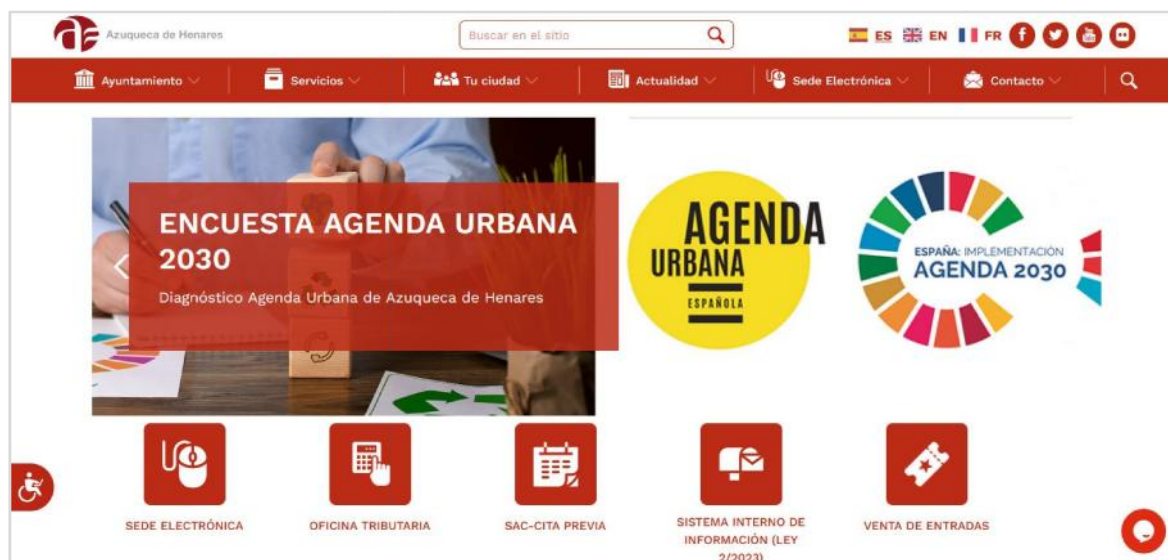 Azuqueca de Henares
Buscar en el sitio
ES EN FR
Ayuntamiento Servicios Tu ciudad Actualidad Sede Electrónica Contacto
ENCUESTA AGENDA URBANA
2030
Diagnóstico Agenda Urbana de Azuqueca de Henares
AGENDA
URBANA
ESPAÑOLA
ESPAÑA: IMPLEMENTACIÓN
AGENDA 2030
SEDE ELECTRÓNICA
OFICINA TRIBUTARIA
SAC-CITA PREVIA
SISTEMA INTERNO DE
INFORMACIÓN (LEY
2/2023)
VENTA DE ENTRADAS